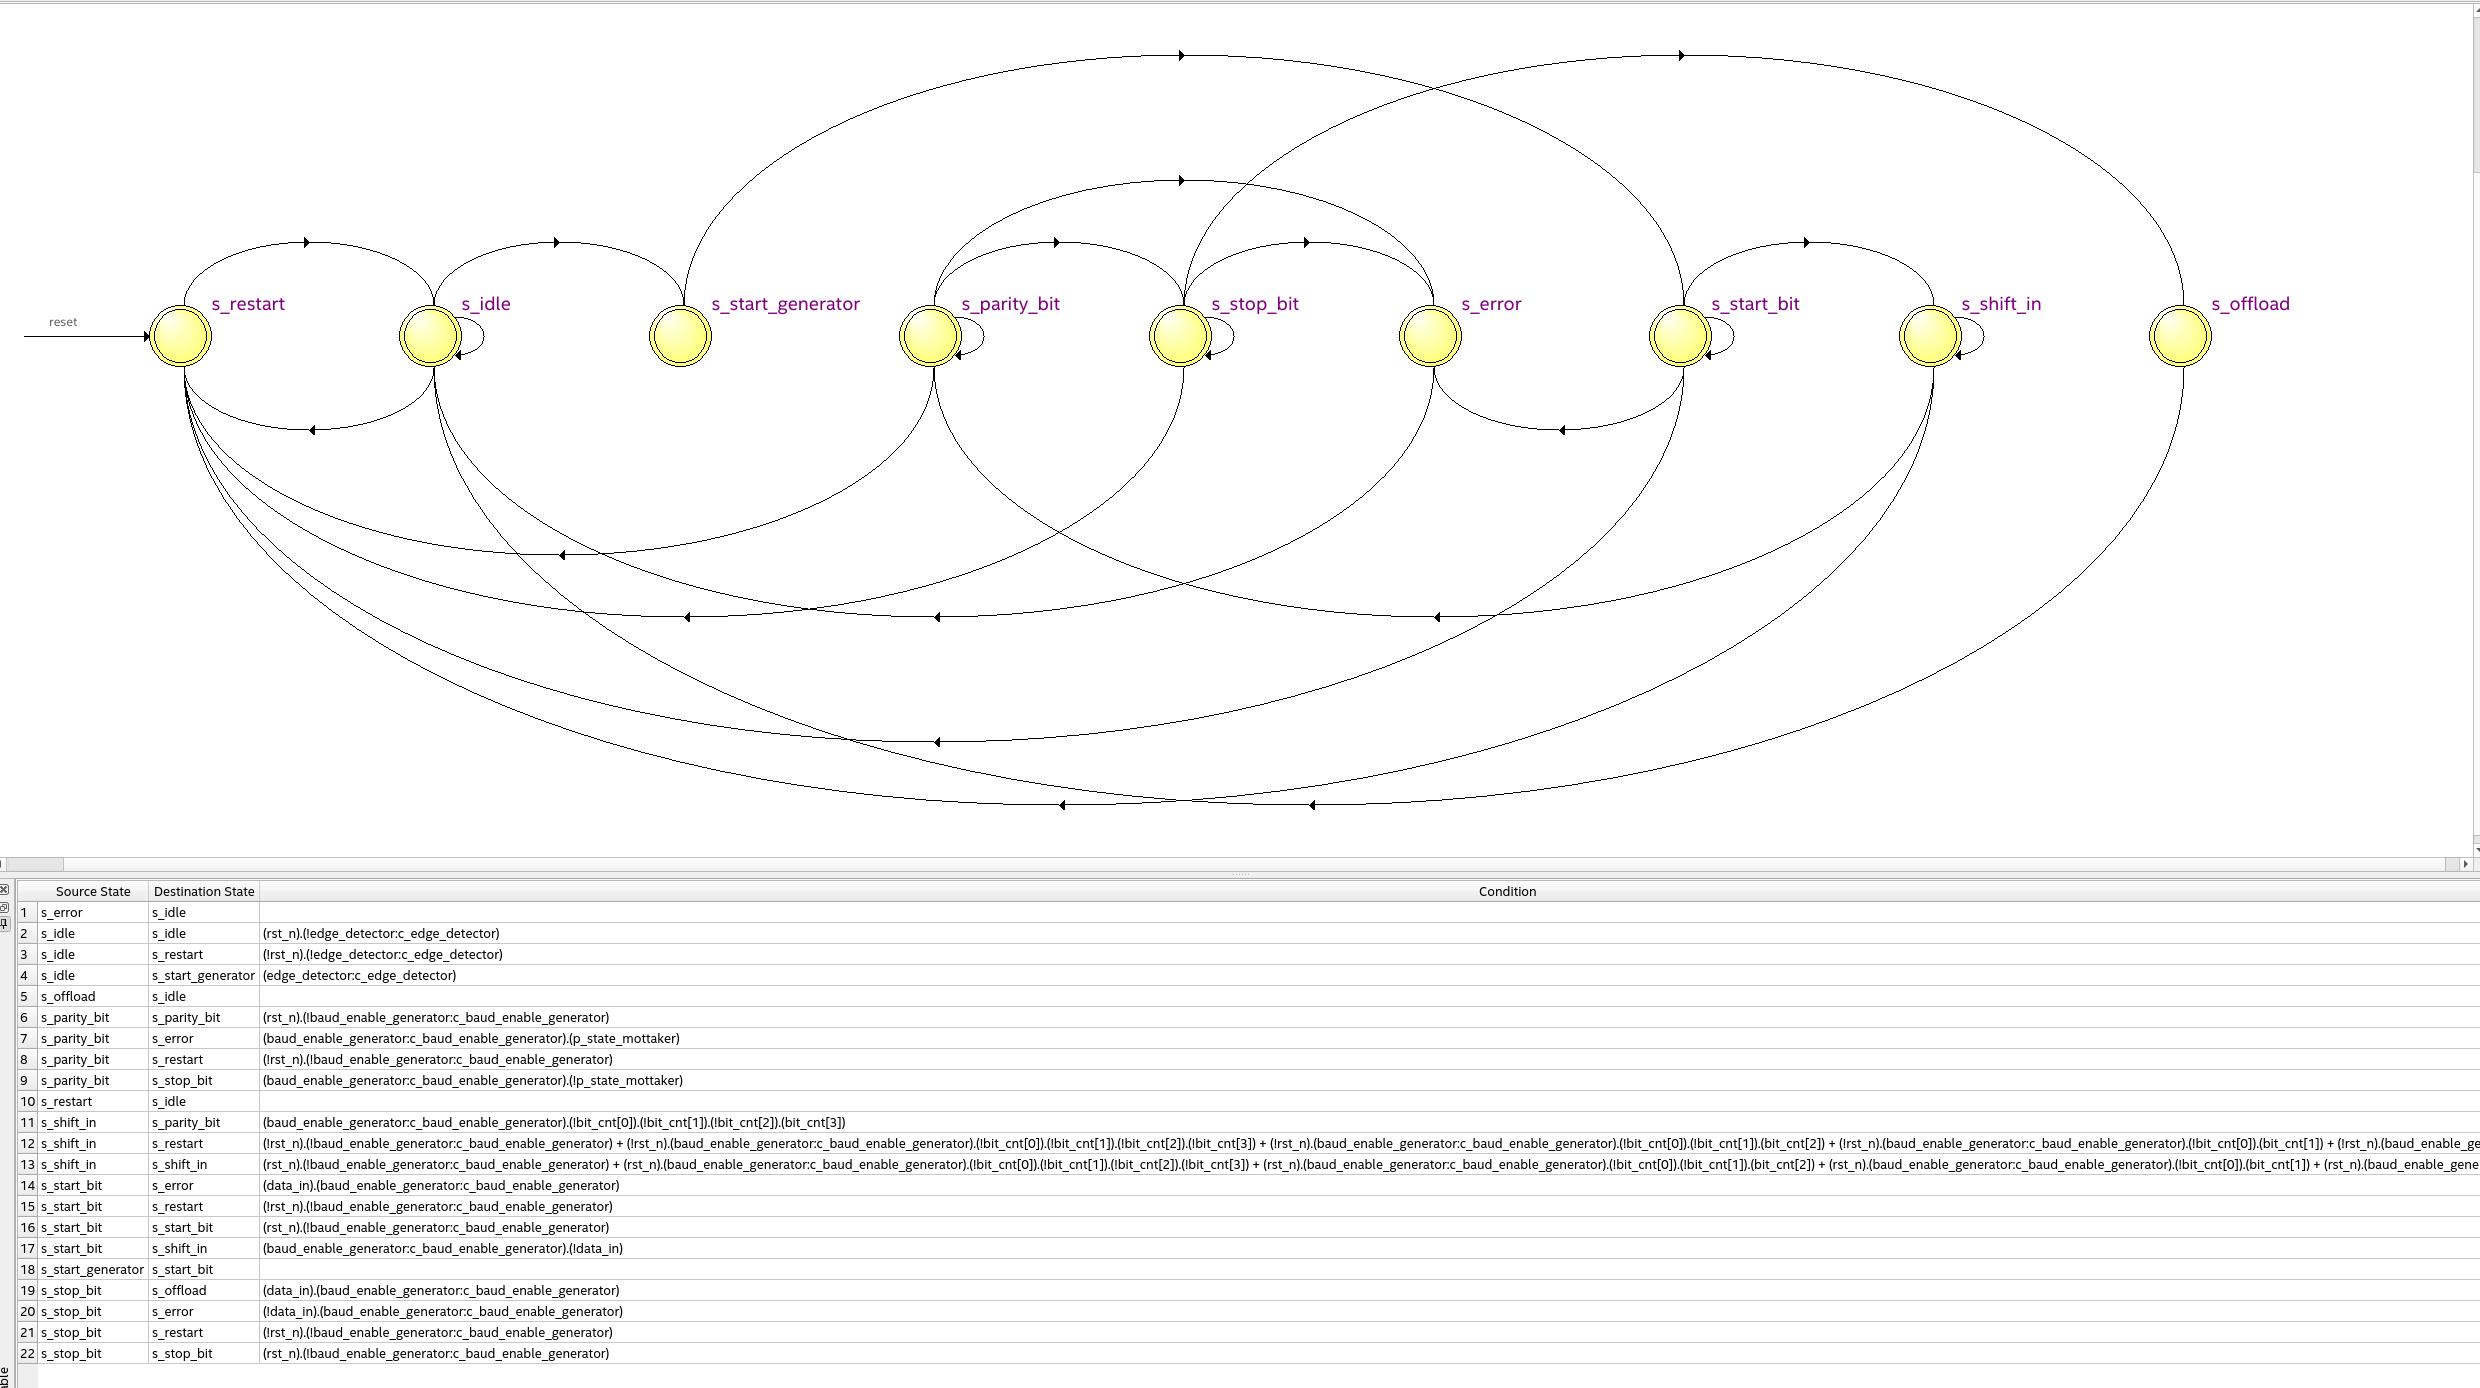 s_restart s_idle s_start_generator s_parity_bit s_stop_bit s_error s_start_bit s_shift_in s_offload
reset
Source State Destination State Condition
1 s_error s_idle
2 s_idle s_idle (rst_n).(!edge_detector:c_edge_detector)
3 s_idle s_restart (!rst_n).(!edge_detector:c_edge_detector)
4 s_idle s_start_generator (edge_detector:c_edge_detector)
5 s_offload s_idle
6 s_parity_bit s_parity_bit (rst_n).(!baud_enable_generator:c_baud_enable_generator)
7 s_parity_bit s_error (baud_enable_generator:c_baud_enable_generator).(p_state_mottaker)
8 s_parity_bit s_restart (!rst_n).(!baud_enable_generator:c_baud_enable_generator)
9 s_parity_bit s_stop_bit (baud_enable_generator:c_baud_enable_generator).(!p_state_mottaker)
10 s_restart s_idle
11 s_shift_in s_parity_bit (baud_enable_generator:c_baud_enable_generator).(!bit_cnt[0]).(!bit_cnt[1]).(!bit_cnt[2]).(bit_cnt[3])
12 s_shift_in s_restart (!rst_n).(!baud_enable_generator:c_baud_enable_generator) + (!rst_n).(baud_enable_generator:c_baud_enable_generator).(!bit_cnt[0]).(!bit_cnt[1]).(!bit_cnt[2]).(!bit_cnt[3]) + (!rst_n).(baud_enable_generator:c_baud_enable_generator).(!bit_cnt[0]).(!bit_cnt[1]).(bit_cnt[2]) + (!rst_n).(baud_enable_generator:c_baud_enable_generator).(!bit_cnt[0]).(bit_cnt[1]) + (!rst_n).(baud_enable_ge
13 s_shift_in s_shift_in (rst_n).(!baud_enable_generator:c_baud_enable_generator) + (rst_n).(baud_enable_generator:c_baud_enable_generator).(!bit_cnt[0]).(!bit_cnt[1]).(!bit_cnt[2]).(!bit_cnt[3]) + (rst_n).(baud_enable_generator:c_baud_enable_generator).(!bit_cnt[0]).(!bit_cnt[1]).(bit_cnt[2]) + (rst_n).(baud_enable_generator:c_baud_enable_generator).(!bit_cnt[0]).(bit_cnt[1]) + (rst_n).(baud_enable_gene
14 s_start_bit s_error (data_in).(baud_enable_generator:c_baud_enable_generator)
15 s_start_bit s_restart (!rst_n).(!baud_enable_generator:c_baud_enable_generator)
16 s_start_bit s_start_bit (rst_n).(!baud_enable_generator:c_baud_enable_generator)
17 s_start_bit s_shift_in (baud_enable_generator:c_baud_enable_generator).(!data_in)
18 s_start_generator s_start_bit
19 s_stop_bit s_offload (data_in).(baud_enable_generator:c_baud_enable_generator)
20 s_stop_bit s_error (!data_in).(baud_enable_generator:c_baud_enable_generator)
21 s_stop_bit s_restart (!rst_n).(!baud_enable_generator:c_baud_enable_generator)
22 s_stop_bit s_stop_bit (rst_n).(!baud_enable_generator:c_baud_enable_generator)